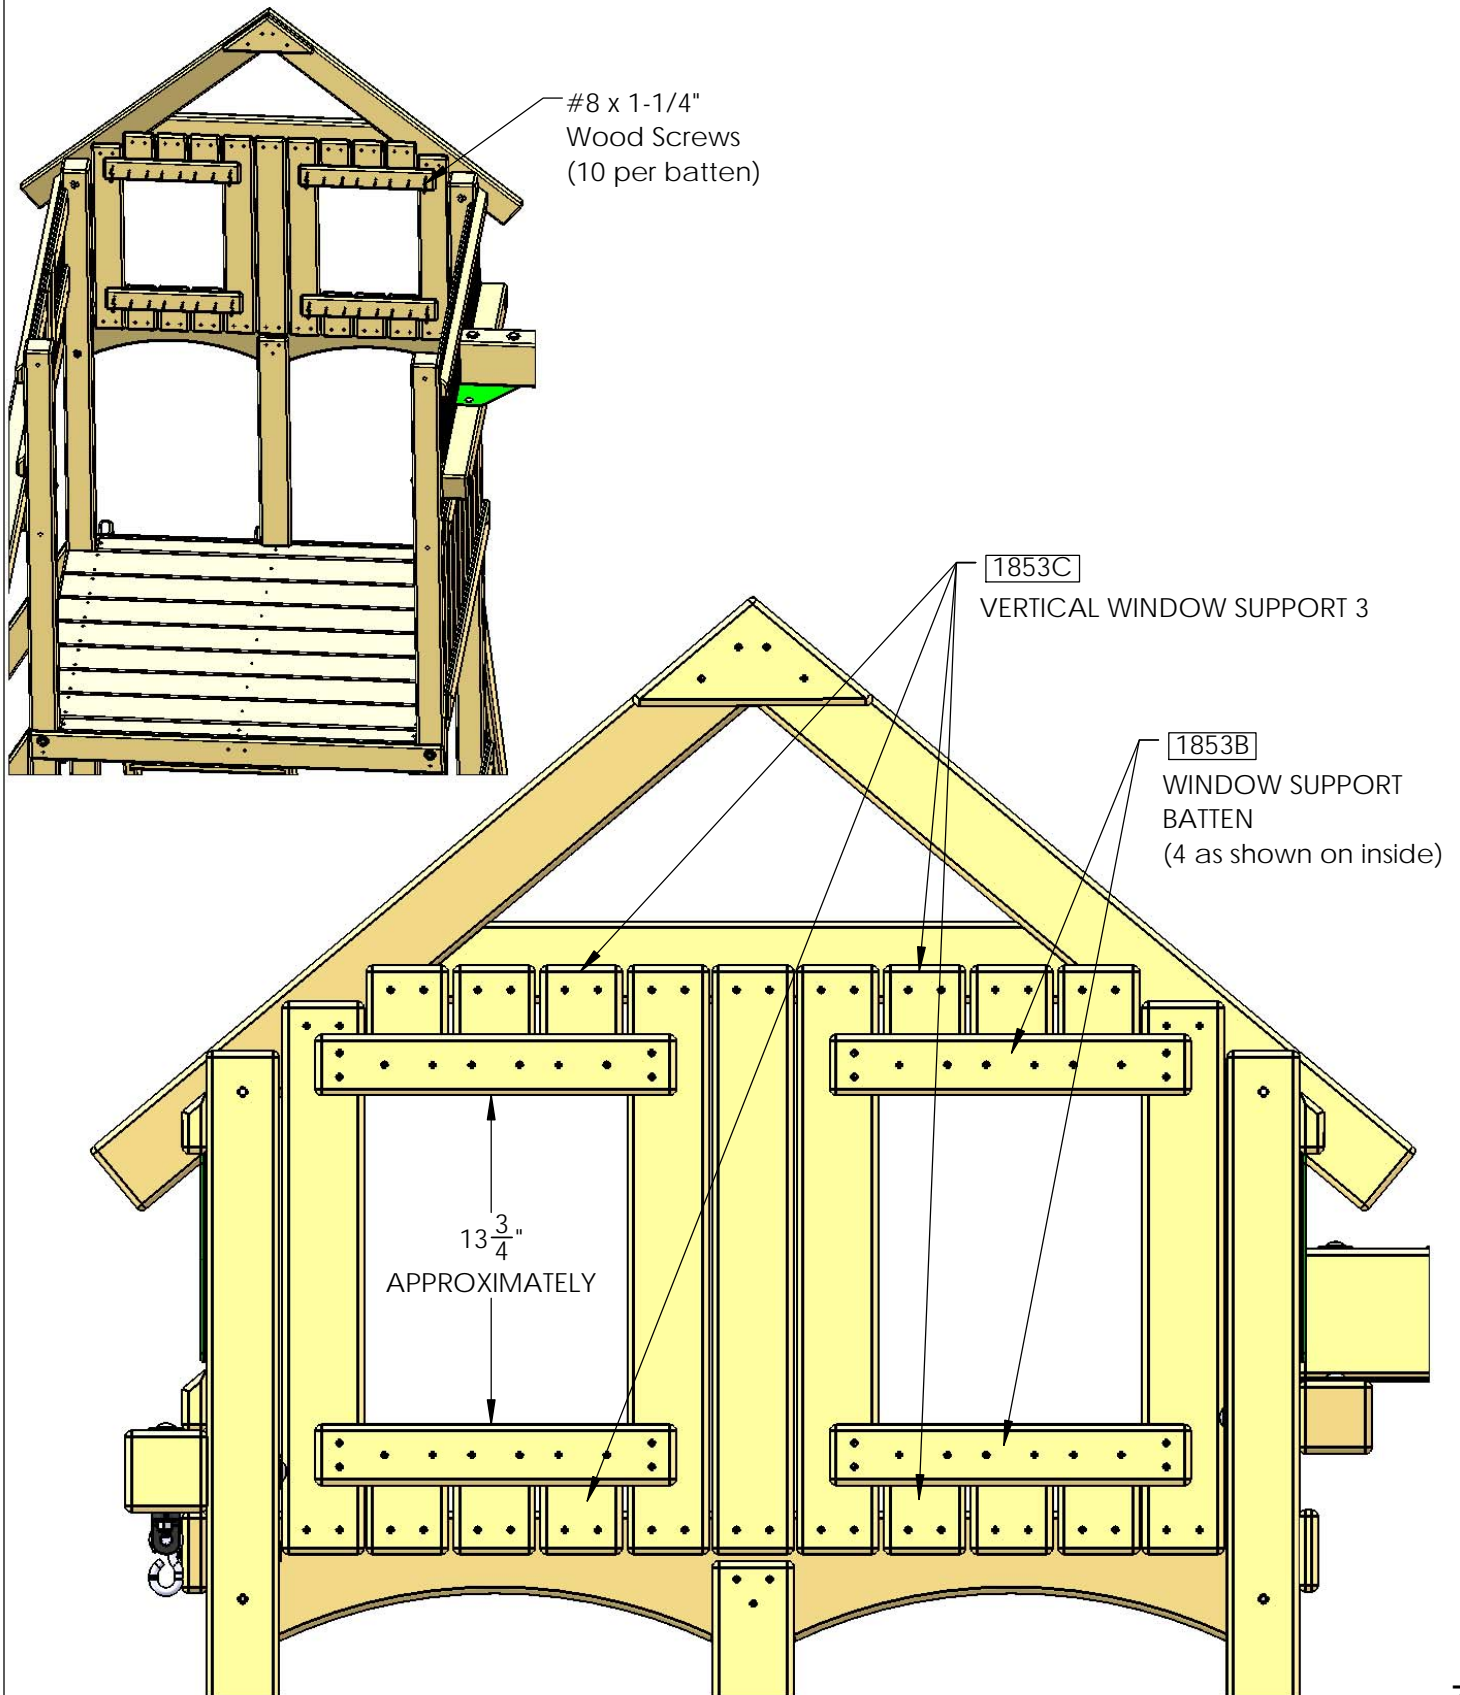 #8 x 1-1/4"
Wood Screws
(10 per batten)
1853C
VERTICAL WINDOW SUPPORT 3
1853B
WINDOW SUPPORT
BATTEN
(4 as shown on inside)
13 3/4"
APPROXIMATELY